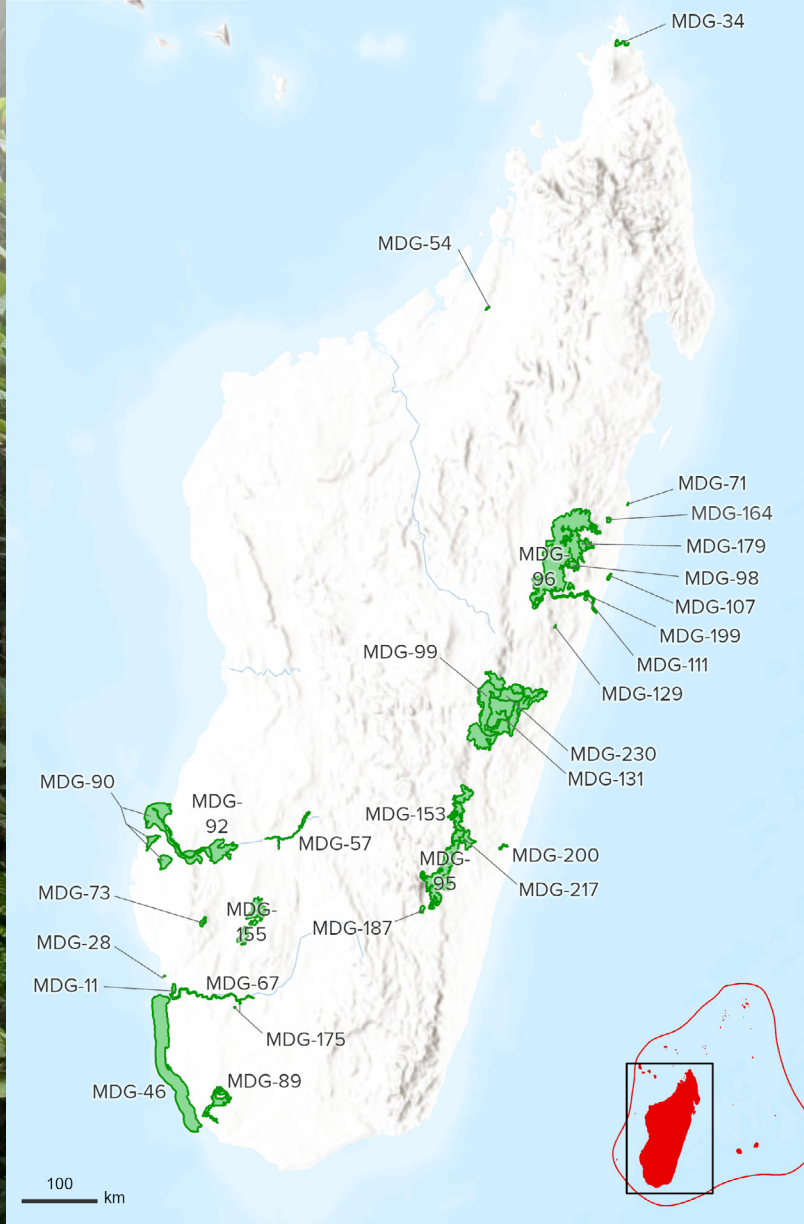 MDG-34
MDG-54
MDG-71
MDG-164
MDG-179
MDG-
96
MDG-98
MDG-107
MDG-199
MDG-111
MDG-99
MDG-129
MDG-230
MDG-131
MDG-90
MDG-
92
MDG-153
MDG-57
MDG-200
MDG-
95
MDG-217
MDG-73
MDG-
155
MDG-187
MDG-28
MDG-11
MDG-67
MDG-175
MDG-46
MDG-89
100
km